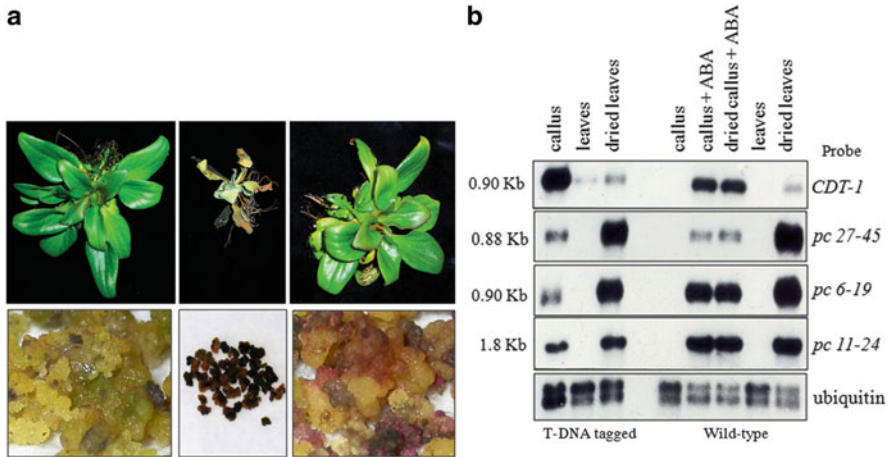 a
b
callus
leaves
dried leaves
callus
callus + ABA
dried callus + ABA
leaves
dried leaves
Probe
0.90 Kb
CDT-1
0.88 Kb
pc 27-45
0.90 Kb
pc 6-19
1.8 Kb
pc 11-24
ubiquitin
T-DNA tagged
Wild-type